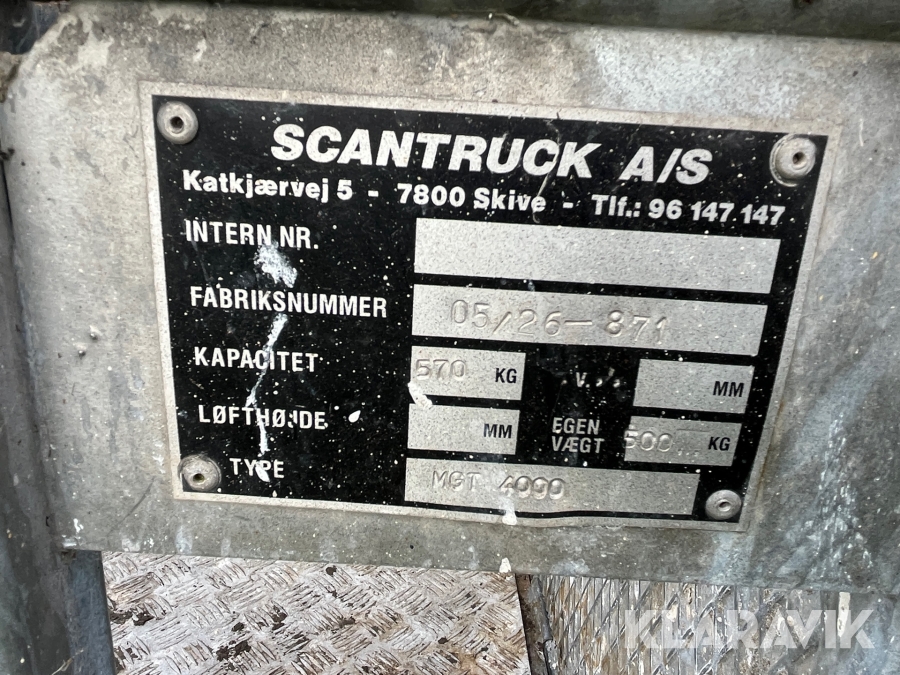 SCANTRUCK A/S
Katkjærvej 5 - 7800 Skive - Tlf.: 96 147 147
INTERN NR.
FABRIKSNUMMER 05/26-871
KAPACITET 570 KG V. MM
LØFTHØJDE MM EGEN VÆGT 500 KG
TYPE MGT 4000
KLARAVIK